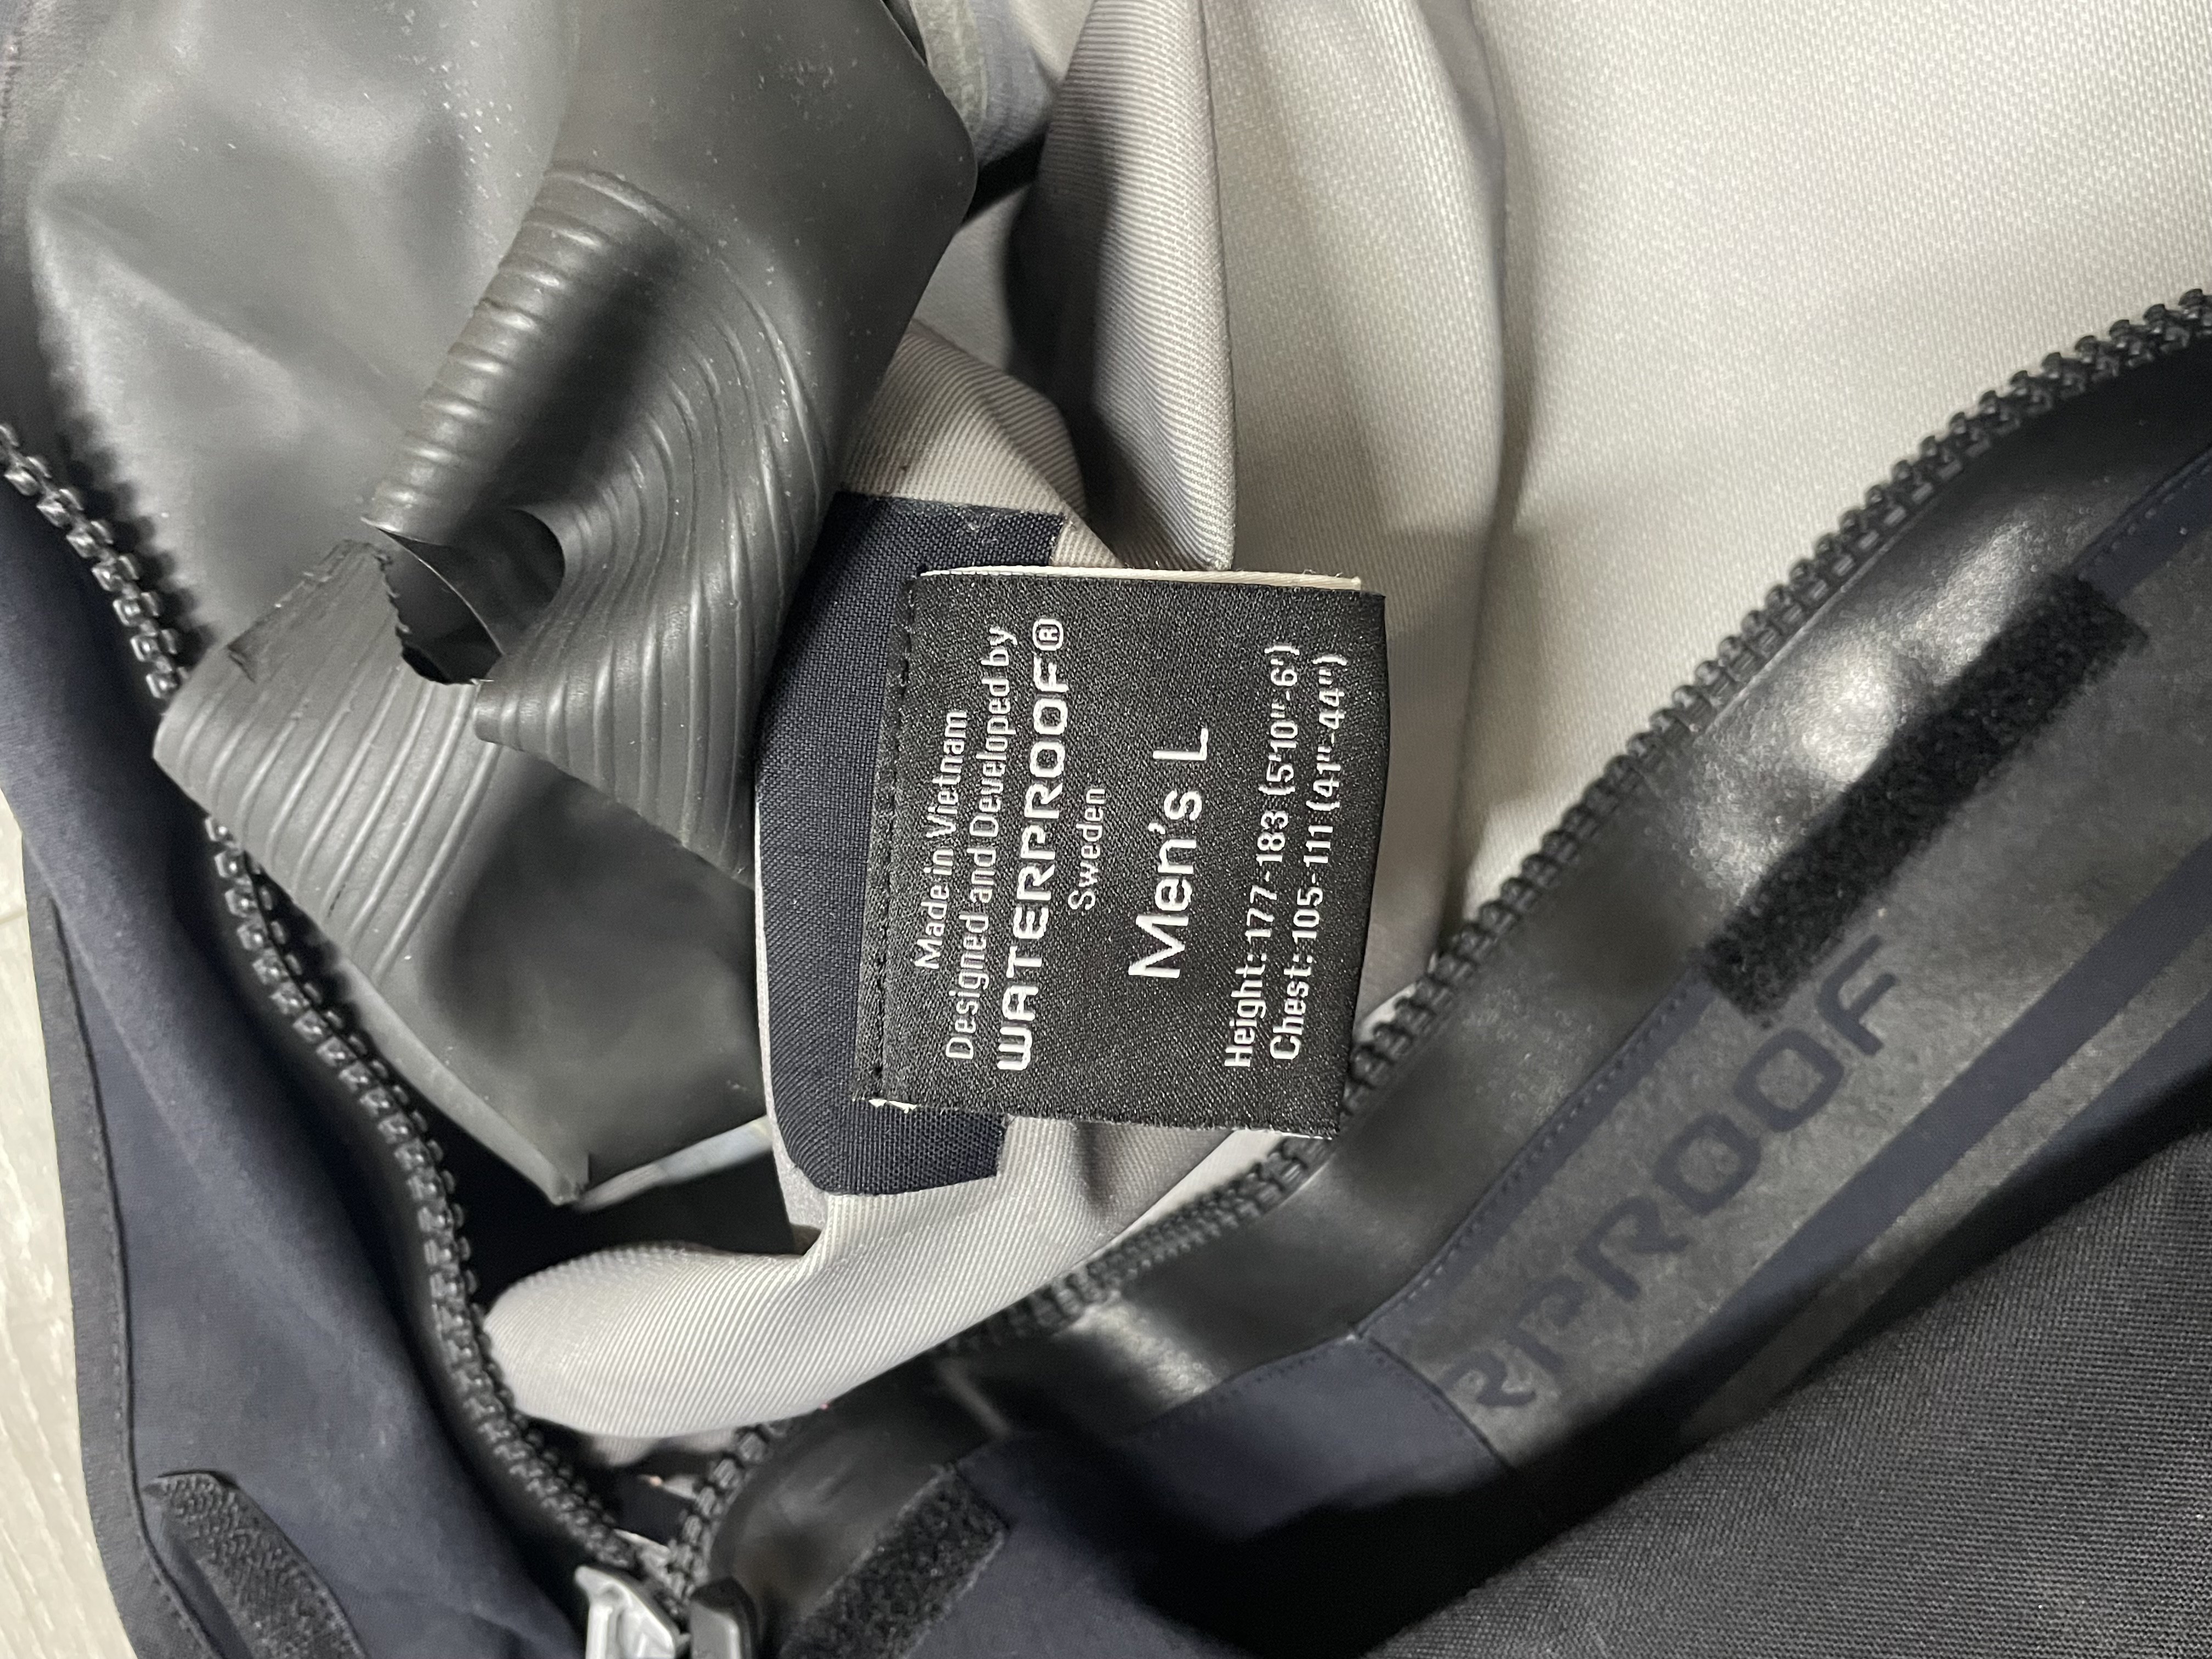 Made in Vietnam
Designed and Developed by
WATERPROOF®
Sweden
Men's L
Height: 177-183 (5'10"-6')
Chest: 105-111 (41"-44")
RPROOF